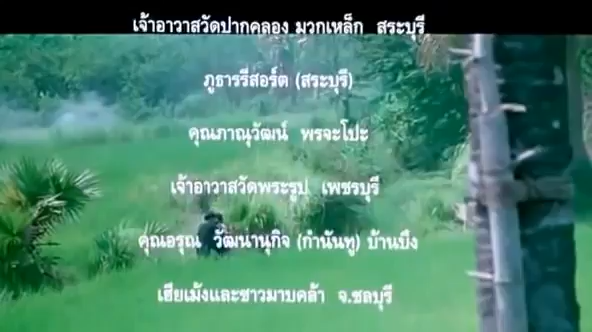 เจ้าอาวาสวัดปากคลอง มวกเหล็ก สระบุรี
ภูธารรีสอร์ต (สระบุรี)
คุณภาณุวัฒน์ พรจะโปะ
เจ้าอาวาสวัดพระรูป เพชรบุรี
คุณอรุณ วัฒนานุกิจ (กำนันทู) บ้านบึง
เฮียเม้งและชาวมาบคล้า จ.ชลบุรี